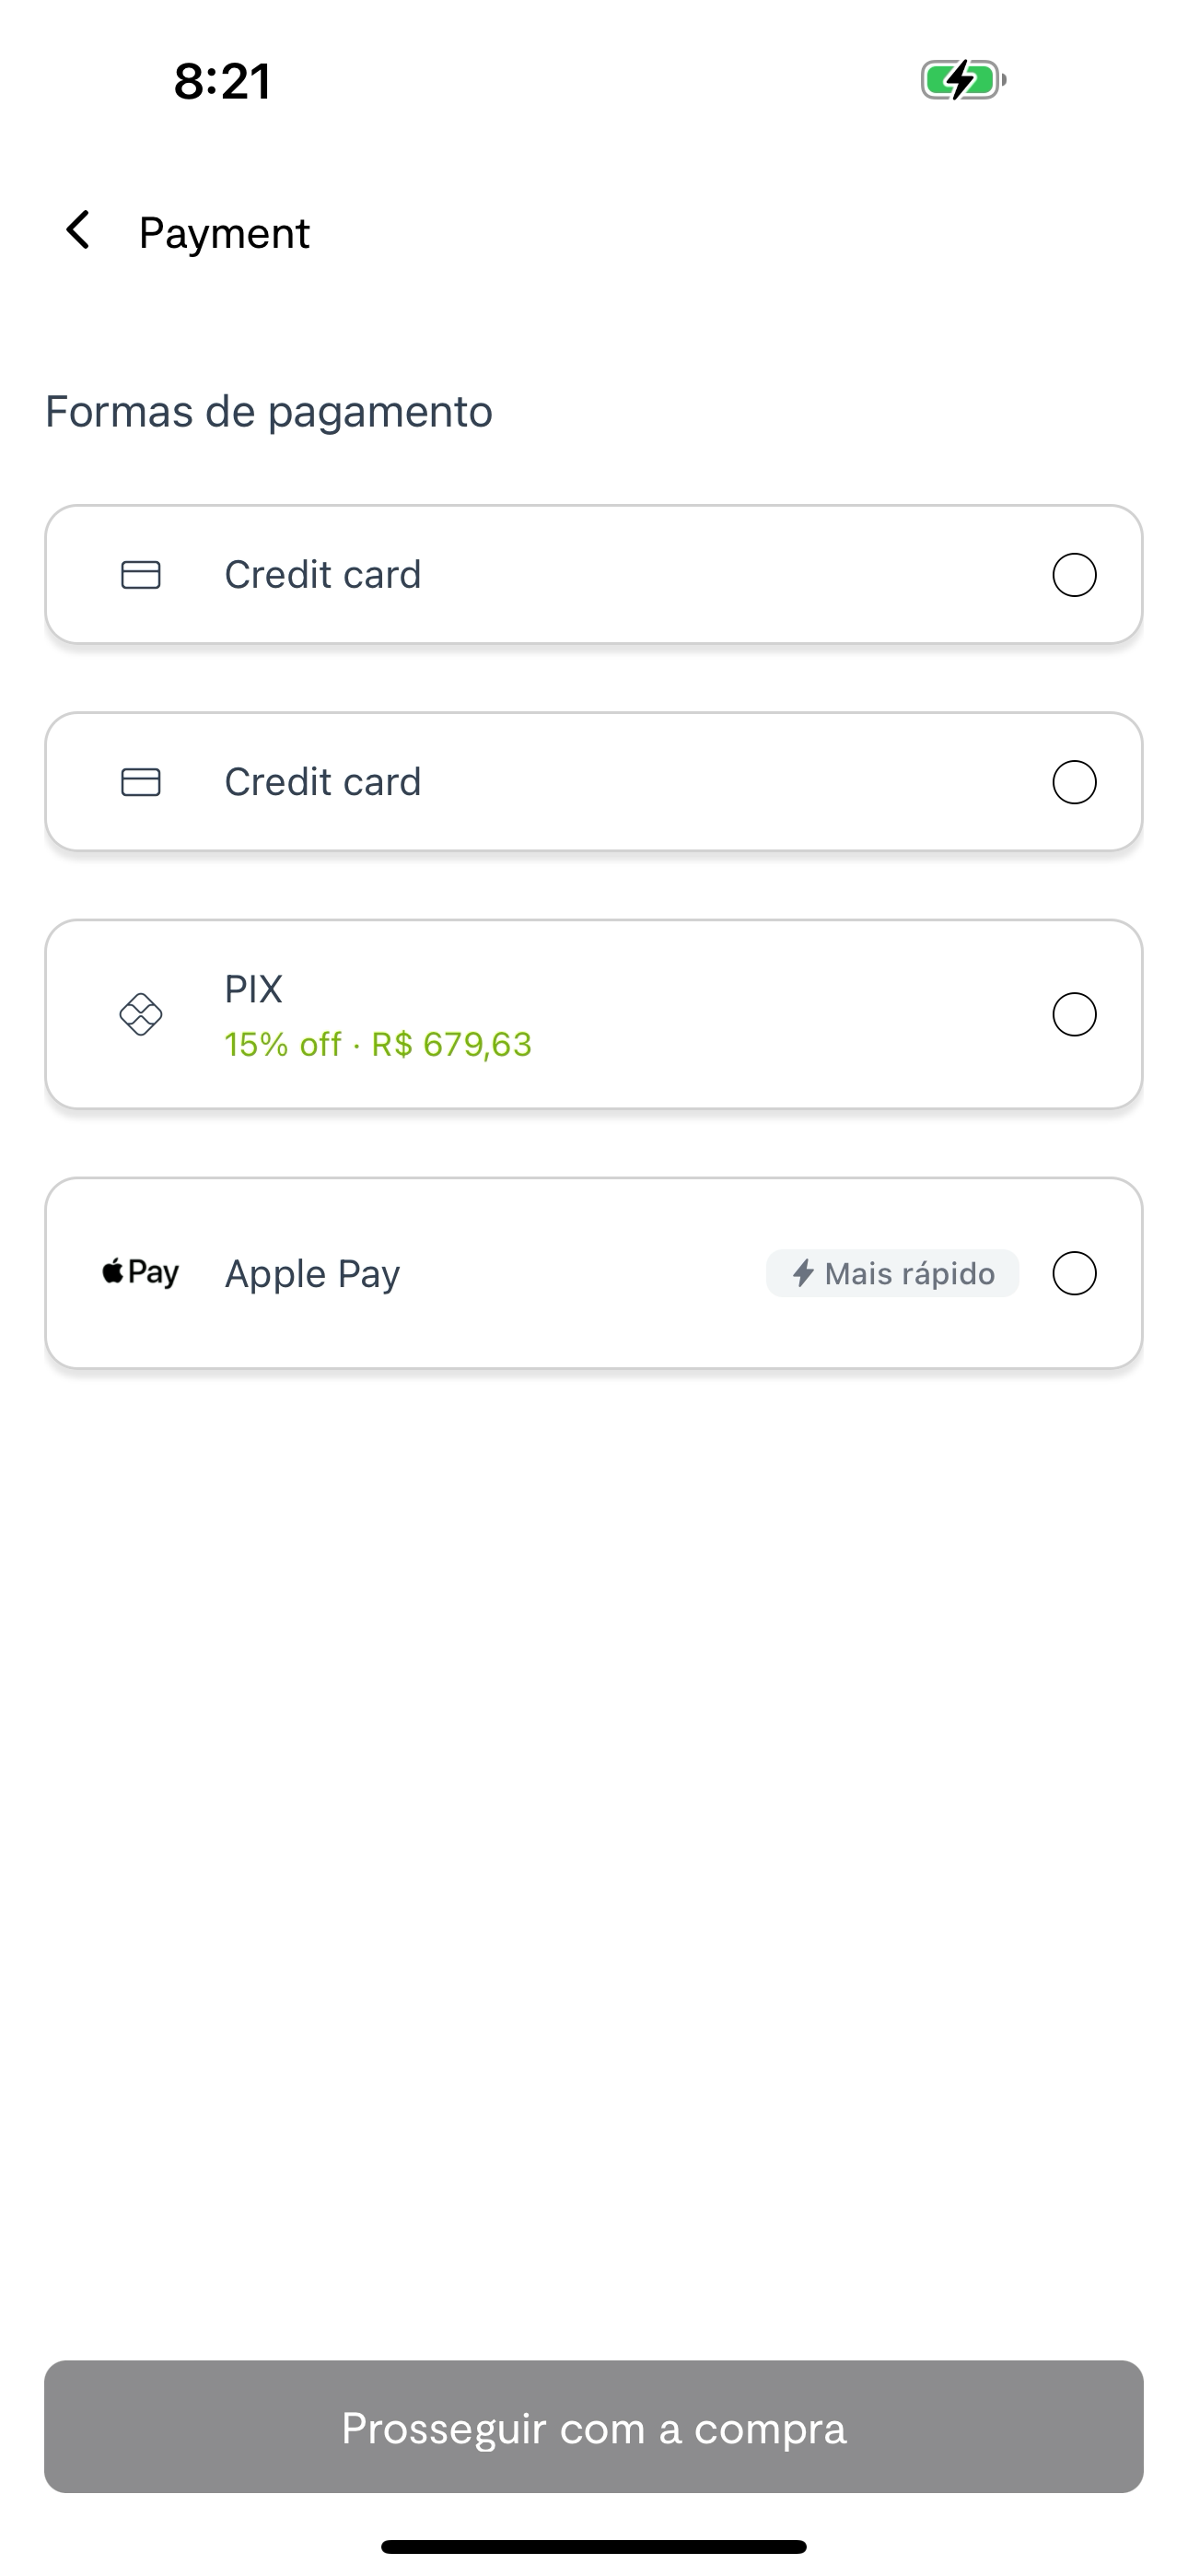 8:21
Payment
Formas de pagamento
Credit card
Credit card
PIX
15% off · R$ 679,63
Pay Apple Pay Mais rápido
Prosseguir com a compra